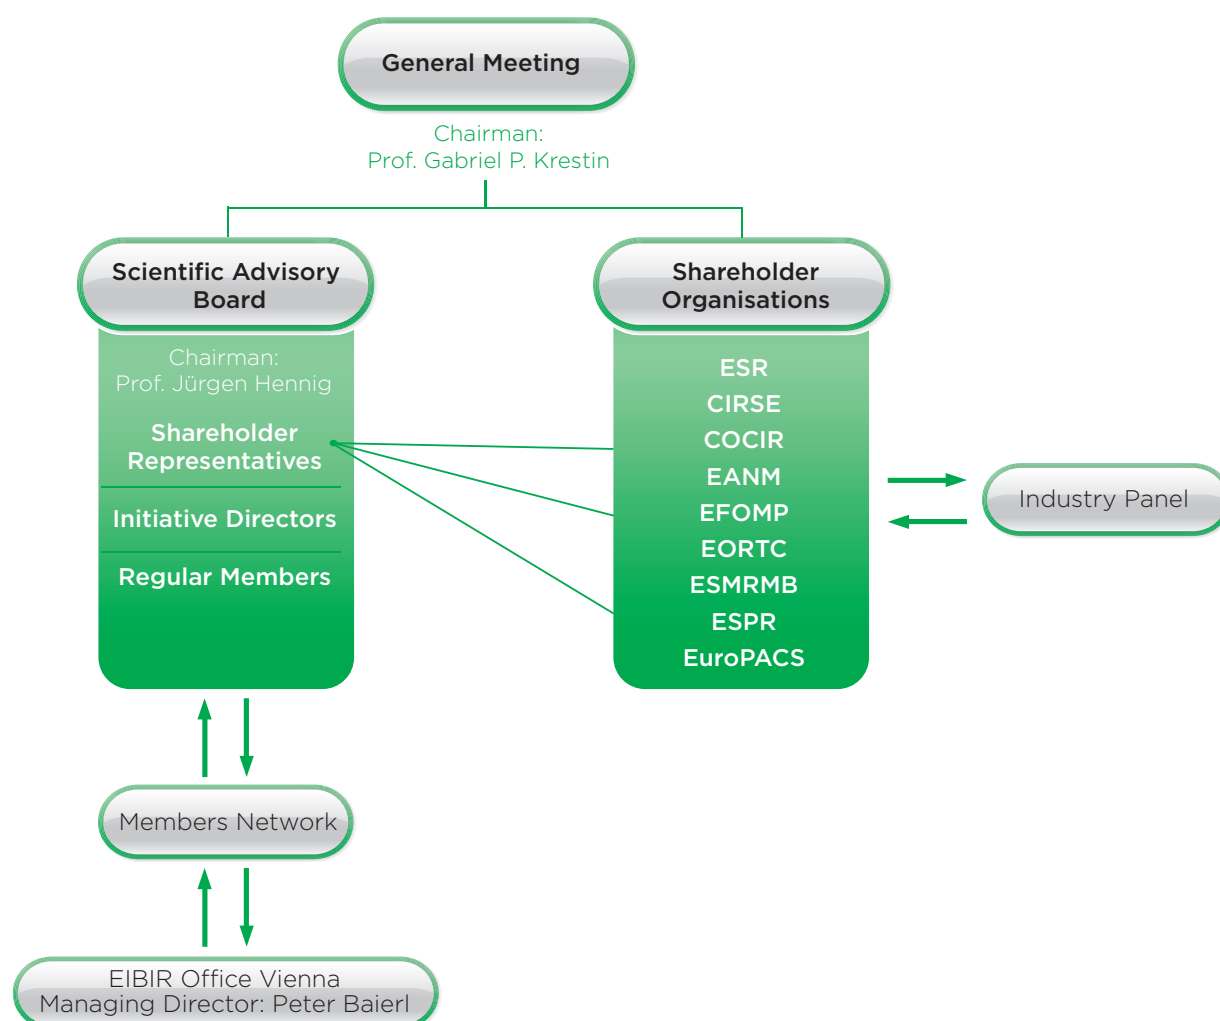 General Meeting
Chairman:
Prof. Gabriel P. Krestin
Scientific Advisory
Board
Chairman:
Prof. Jürgen Hennig
Shareholder
Representatives
Initiative Directors
Regular Members
Shareholder
Organisations
ESR
CIRSE
COCIR
EANM
EFOMP
EORTC
ESMRMB
ESPR
EuroPACS
Industry Panel
Members Network
EIBIR Office Vienna
Managing Director: Peter Baierl